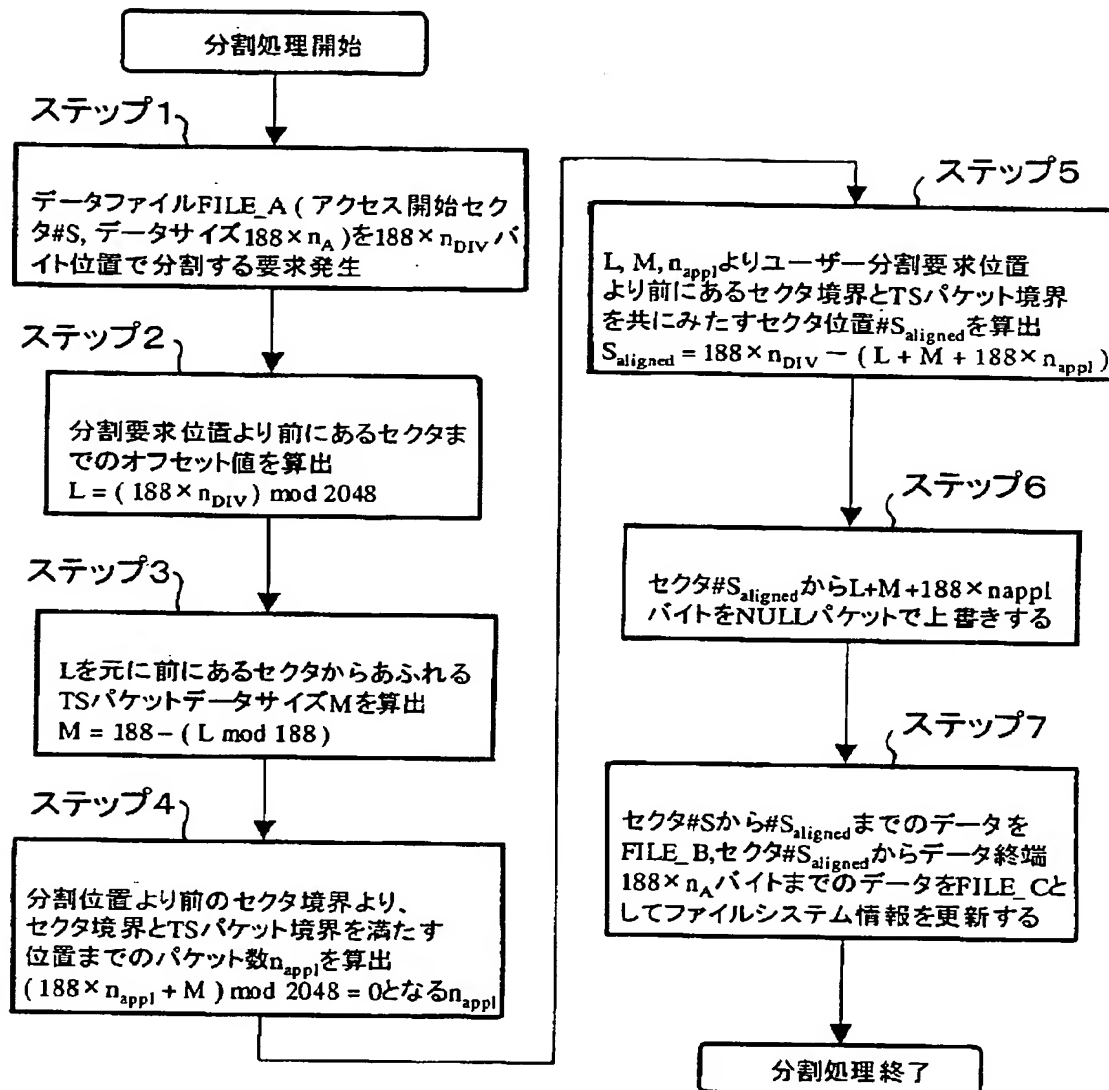 分割処理開始
ステップ1
データファイルFILE_A(アクセス開始セク
タ#S, データサイズ188×n_A)を188×n_DIVバ
イト位置で分割する要求発生
ステップ2
分割要求位置より前にあるセクタま
でのオフセット値を算出
L = ( 188× n_DIV ) mod 2048
ステップ3
Lを元に前にあるセクタからあふれる
TSパケットデータサイズMを算出
M = 188 − ( L mod 188 )
ステップ4
分割位置より前のセクタ境界より、
セクタ境界とTSパケット境界を満たす
位置までのパケット数n_applを算出
( 188× n_appl + M ) mod 2048 = 0となるn_appl
ステップ5
L, M, n_applよりユーザー分割要求位置
より前にあるセクタ境界とTSパケット境界
を共にみたすセクタ位置#S_alignedを算出
S_aligned = 188× n_DIV − ( L + M + 188× n_appl )
ステップ6
セクタ#S_alignedからL+M+188×nappl
バイトをNULLパケットで上書きする
ステップ7
セクタ#Sから#S_alignedまでのデータを
FILE_B,セクタ#S_alignedからデータ終端
188×n_AバイトまでのデータをFILE_Cと
してファイルシステム情報を更新する
分割処理終了